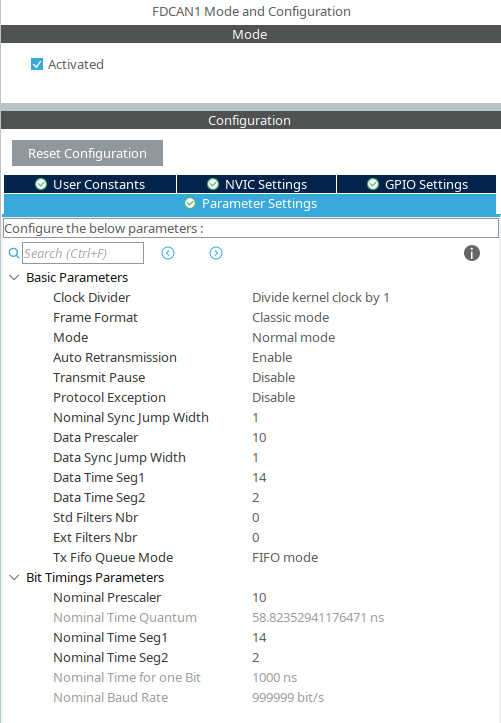 FDCAN1 Mode and Configuration
Mode
Activated
Configuration
Reset Configuration
User Constants NVIC Settings GPIO Settings
Parameter Settings
Configure the below parameters :
Search (Ctrl+F)
Basic Parameters
Clock Divider Divide kernel clock by 1
Frame Format Classic mode
Mode Normal mode
Auto Retransmission Enable
Transmit Pause Disable
Protocol Exception Disable
Nominal Sync Jump Width 1
Data Prescaler 10
Data Sync Jump Width 1
Data Time Seg1 14
Data Time Seg2 2
Std Filters Nbr 0
Ext Filters Nbr 0
Tx Fifo Queue Mode FIFO mode
Bit Timings Parameters
Nominal Prescaler 10
Nominal Time Quantum 58.82352941176471 ns
Nominal Time Seg1 14
Nominal Time Seg2 2
Nominal Time for one Bit 1000 ns
Nominal Baud Rate 999999 bit/s